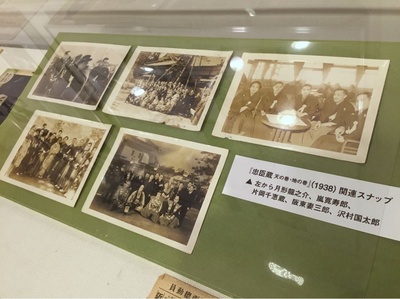 『忠臣蔵 天の巻・地の巻』(1938) 関連スナップ
▲ 左から月形龍之介、嵐寛寿郎、
片岡千恵蔵、阪東妻三郎、沢村国太郎